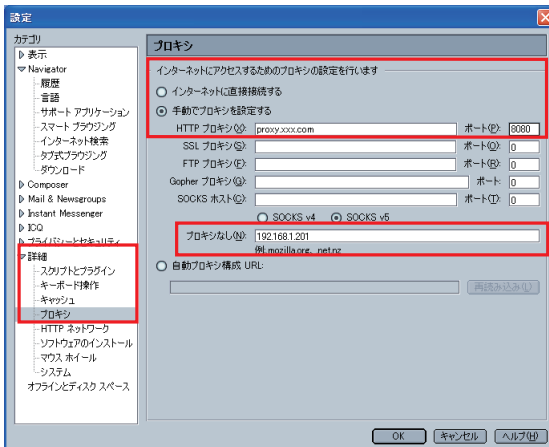 設定
カテゴリ
表示
Navigator
履歴
言語
サポート アプリケーション
スマート ブラウジング
インターネット検索
タブ式ブラウジング
ダウンロード
Composer
Mail & Newsgroups
Instant Messenger
ICQ
プライバシーとセキュリティ
詳細
スクリプトとプラグイン
キーボード操作
キャッシュ
プロキシ
HTTP ネットワーク
ソフトウェアのインストール
マウス ホイール
システム
オフラインとディスク スペース
プロキシ
インターネットにアクセスするためのプロキシの設定を行います
インターネットに直接接続する
手動でプロキシを設定する
HTTP プロキシ(X): proxy.xxx.com ポート(P): 8080
SSL プロキシ(S): ポート(O): 0
FTP プロキシ(F): ポート(R): 0
Gopher プロキシ(G): ポート: 0
SOCKS ホスト(C): ポート(T): 0
SOCKS v4 SOCKS v5
プロキシなし(N): 192.168.1.201
例: mozilla.org, .net.nz
自動プロキシ構成 URL:
再読み込み(L)
OK キャンセル ヘルプ(H)